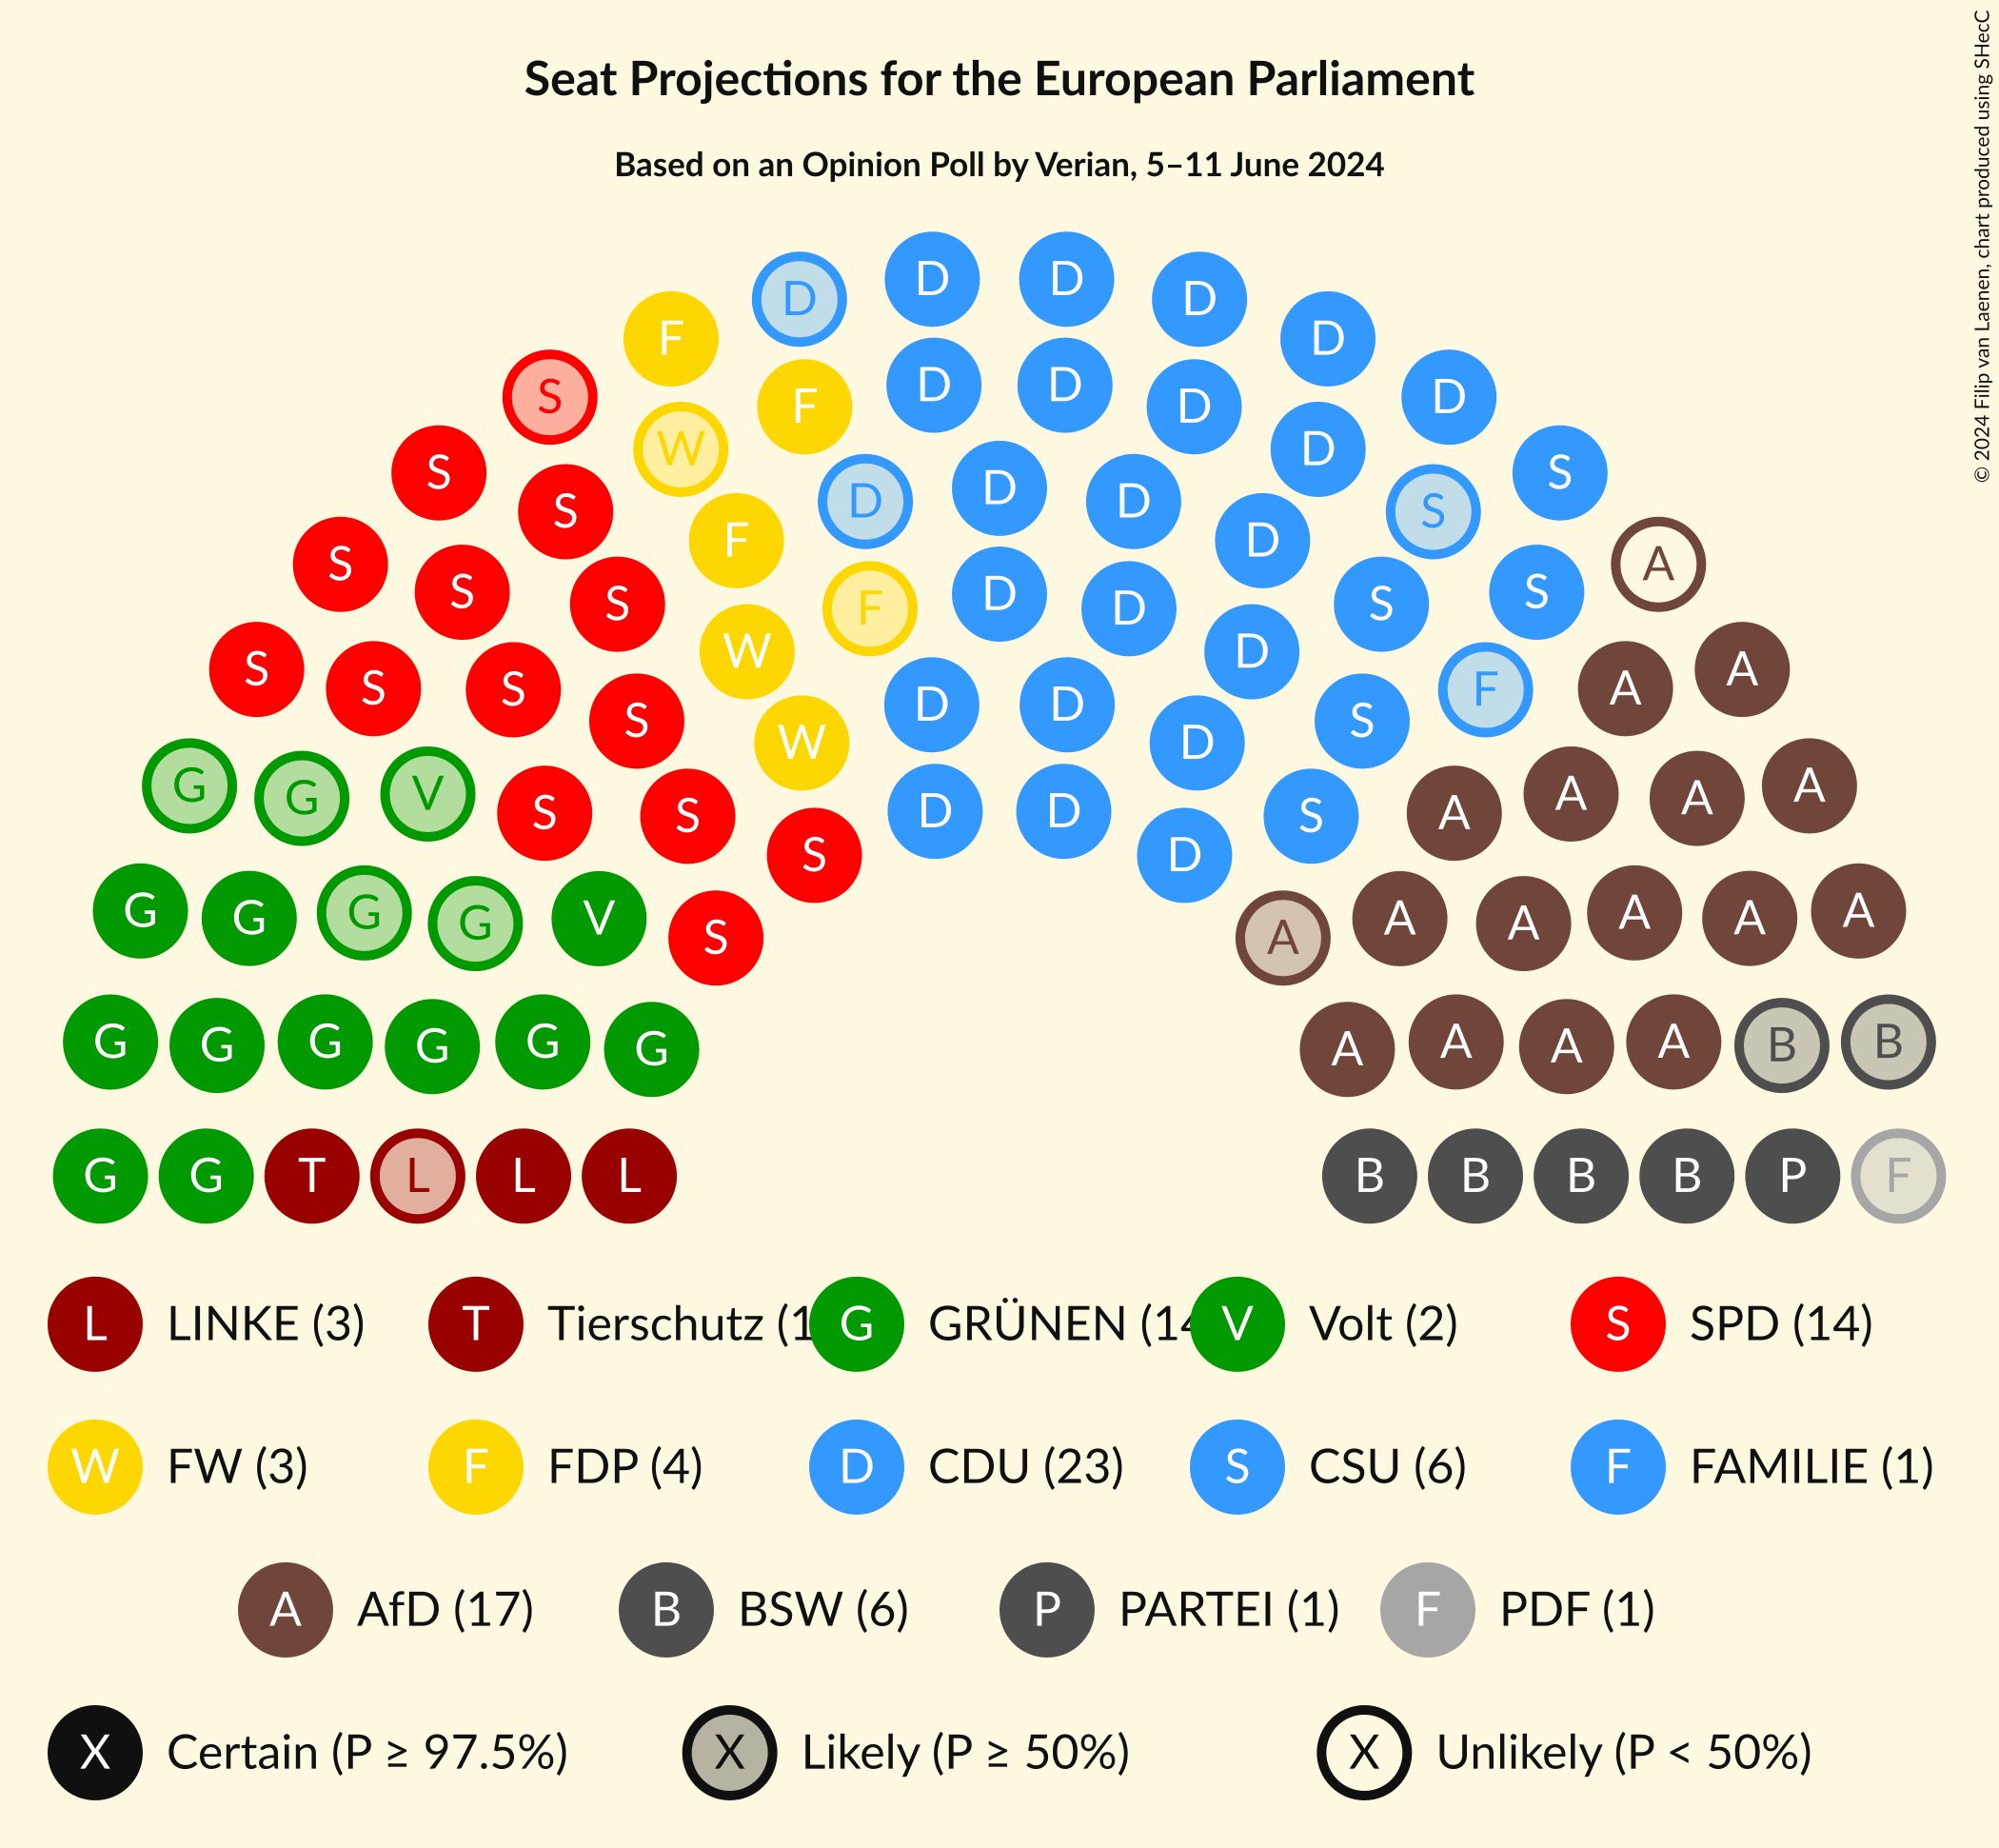 Seat Projections for the European Parliament
Based on an Opinion Poll by Verian, 5–11 June 2024
© 2024 Filip van Laenen, chart produced using SHecC
D D
D D
F D
D D
S F D D D
S W D S
D D
S D S
S F D
S D D A
S S F S
W D
S D D F A
S S S A
W D S
G G V S S D D A A A A
S D
G G G G V S A A A A A A
G G G G G G A A A A B B
G G T L L L B B B B P F
L LINKE (3) T Tierschutz (1 G GRÜNEN (14 V Volt (2) S SPD (14)
W FW (3) F FDP (4) D CDU (23) S CSU (6) F FAMILIE (1)
A AfD (17) B BSW (6) P PARTEI (1) F PDF (1)
X Certain (P ≥ 97.5%) X Likely (P ≥ 50%) X Unlikely (P < 50%)